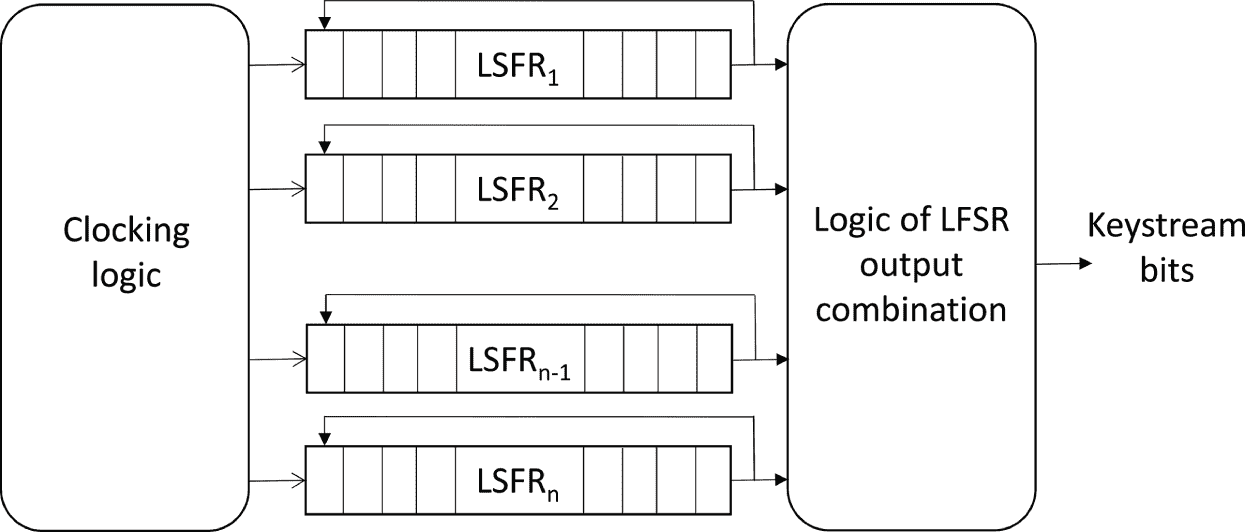 Clocking
logic
LSFR1
LSFR2
LSFRn-1
LSFRn
Logic of LFSR
output
combination
Keystream
bits